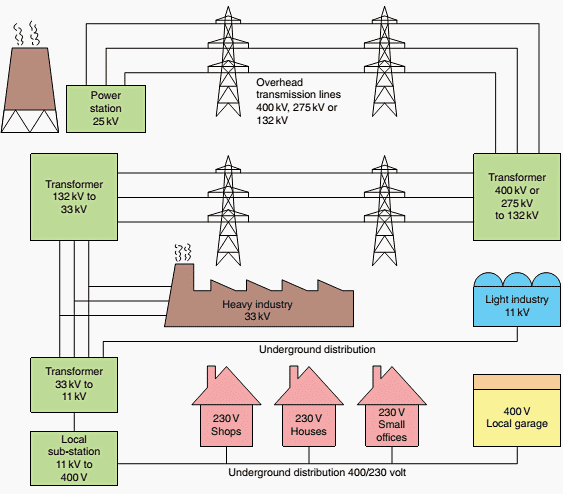 Power
station
25 kV
Overhead
transmission lines
400 kV, 275 kV or
132 kV
Transformer
132 kV to
33 kV
Transformer
400 kV or
275 kV
to 132 kV
Heavy industry
33 kV
Light industry
11 kV
Underground distribution
Transformer
33 kV to
11 kV
230 V
Shops
230 V
Houses
230 V
Small
offices
400 V
Local garage
Local
sub-station
11 kV to
400 V
Underground distribution 400/230 volt